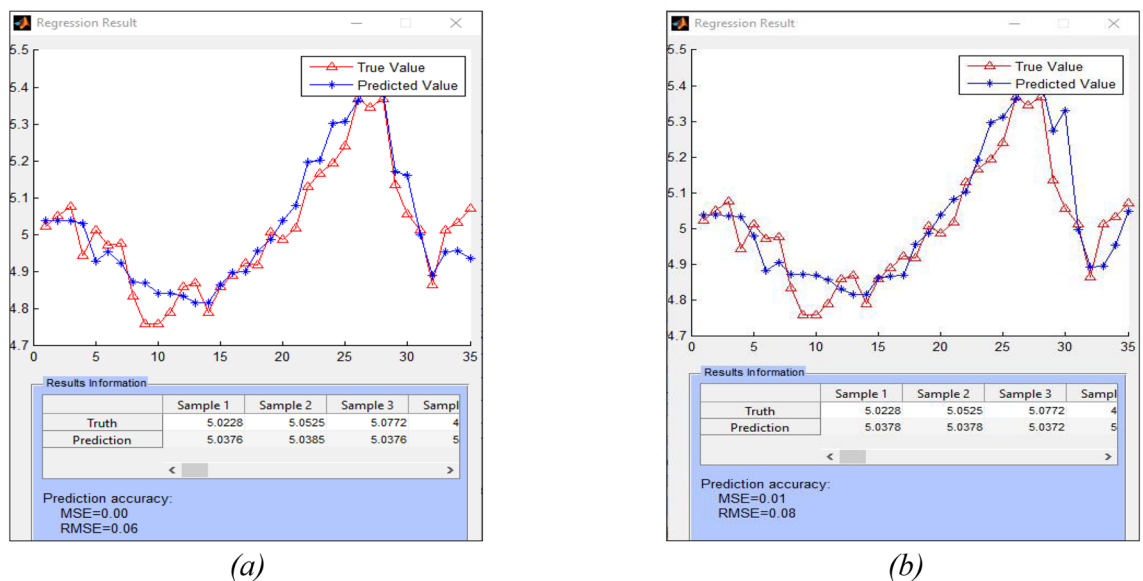 Regression Result
5.5
5.4
5.3
5.2
5.1
5
4.9
4.8
4.7
0 5 10 15 20 25 30 35
True Value
Predicted Value
Results Information
Sample 1 Sample 2 Sample 3 Sampl
Truth 5.0228 5.0525 5.0772 4
Prediction 5.0376 5.0385 5.0376 5
< >
Prediction accuracy:
MSE=0.00
RMSE=0.06
(a)
Regression Result
5.5
5.4
5.3
5.2
5.1
5
4.9
4.8
4.7
0 5 10 15 20 25 30 35
True Value
Predicted Value
Results Information
Sample 1 Sample 2 Sample 3 Sampl
Truth 5.0228 5.0525 5.0772 4
Prediction 5.0378 5.0378 5.0372 5
< >
Prediction accuracy:
MSE=0.01
RMSE=0.08
(b)